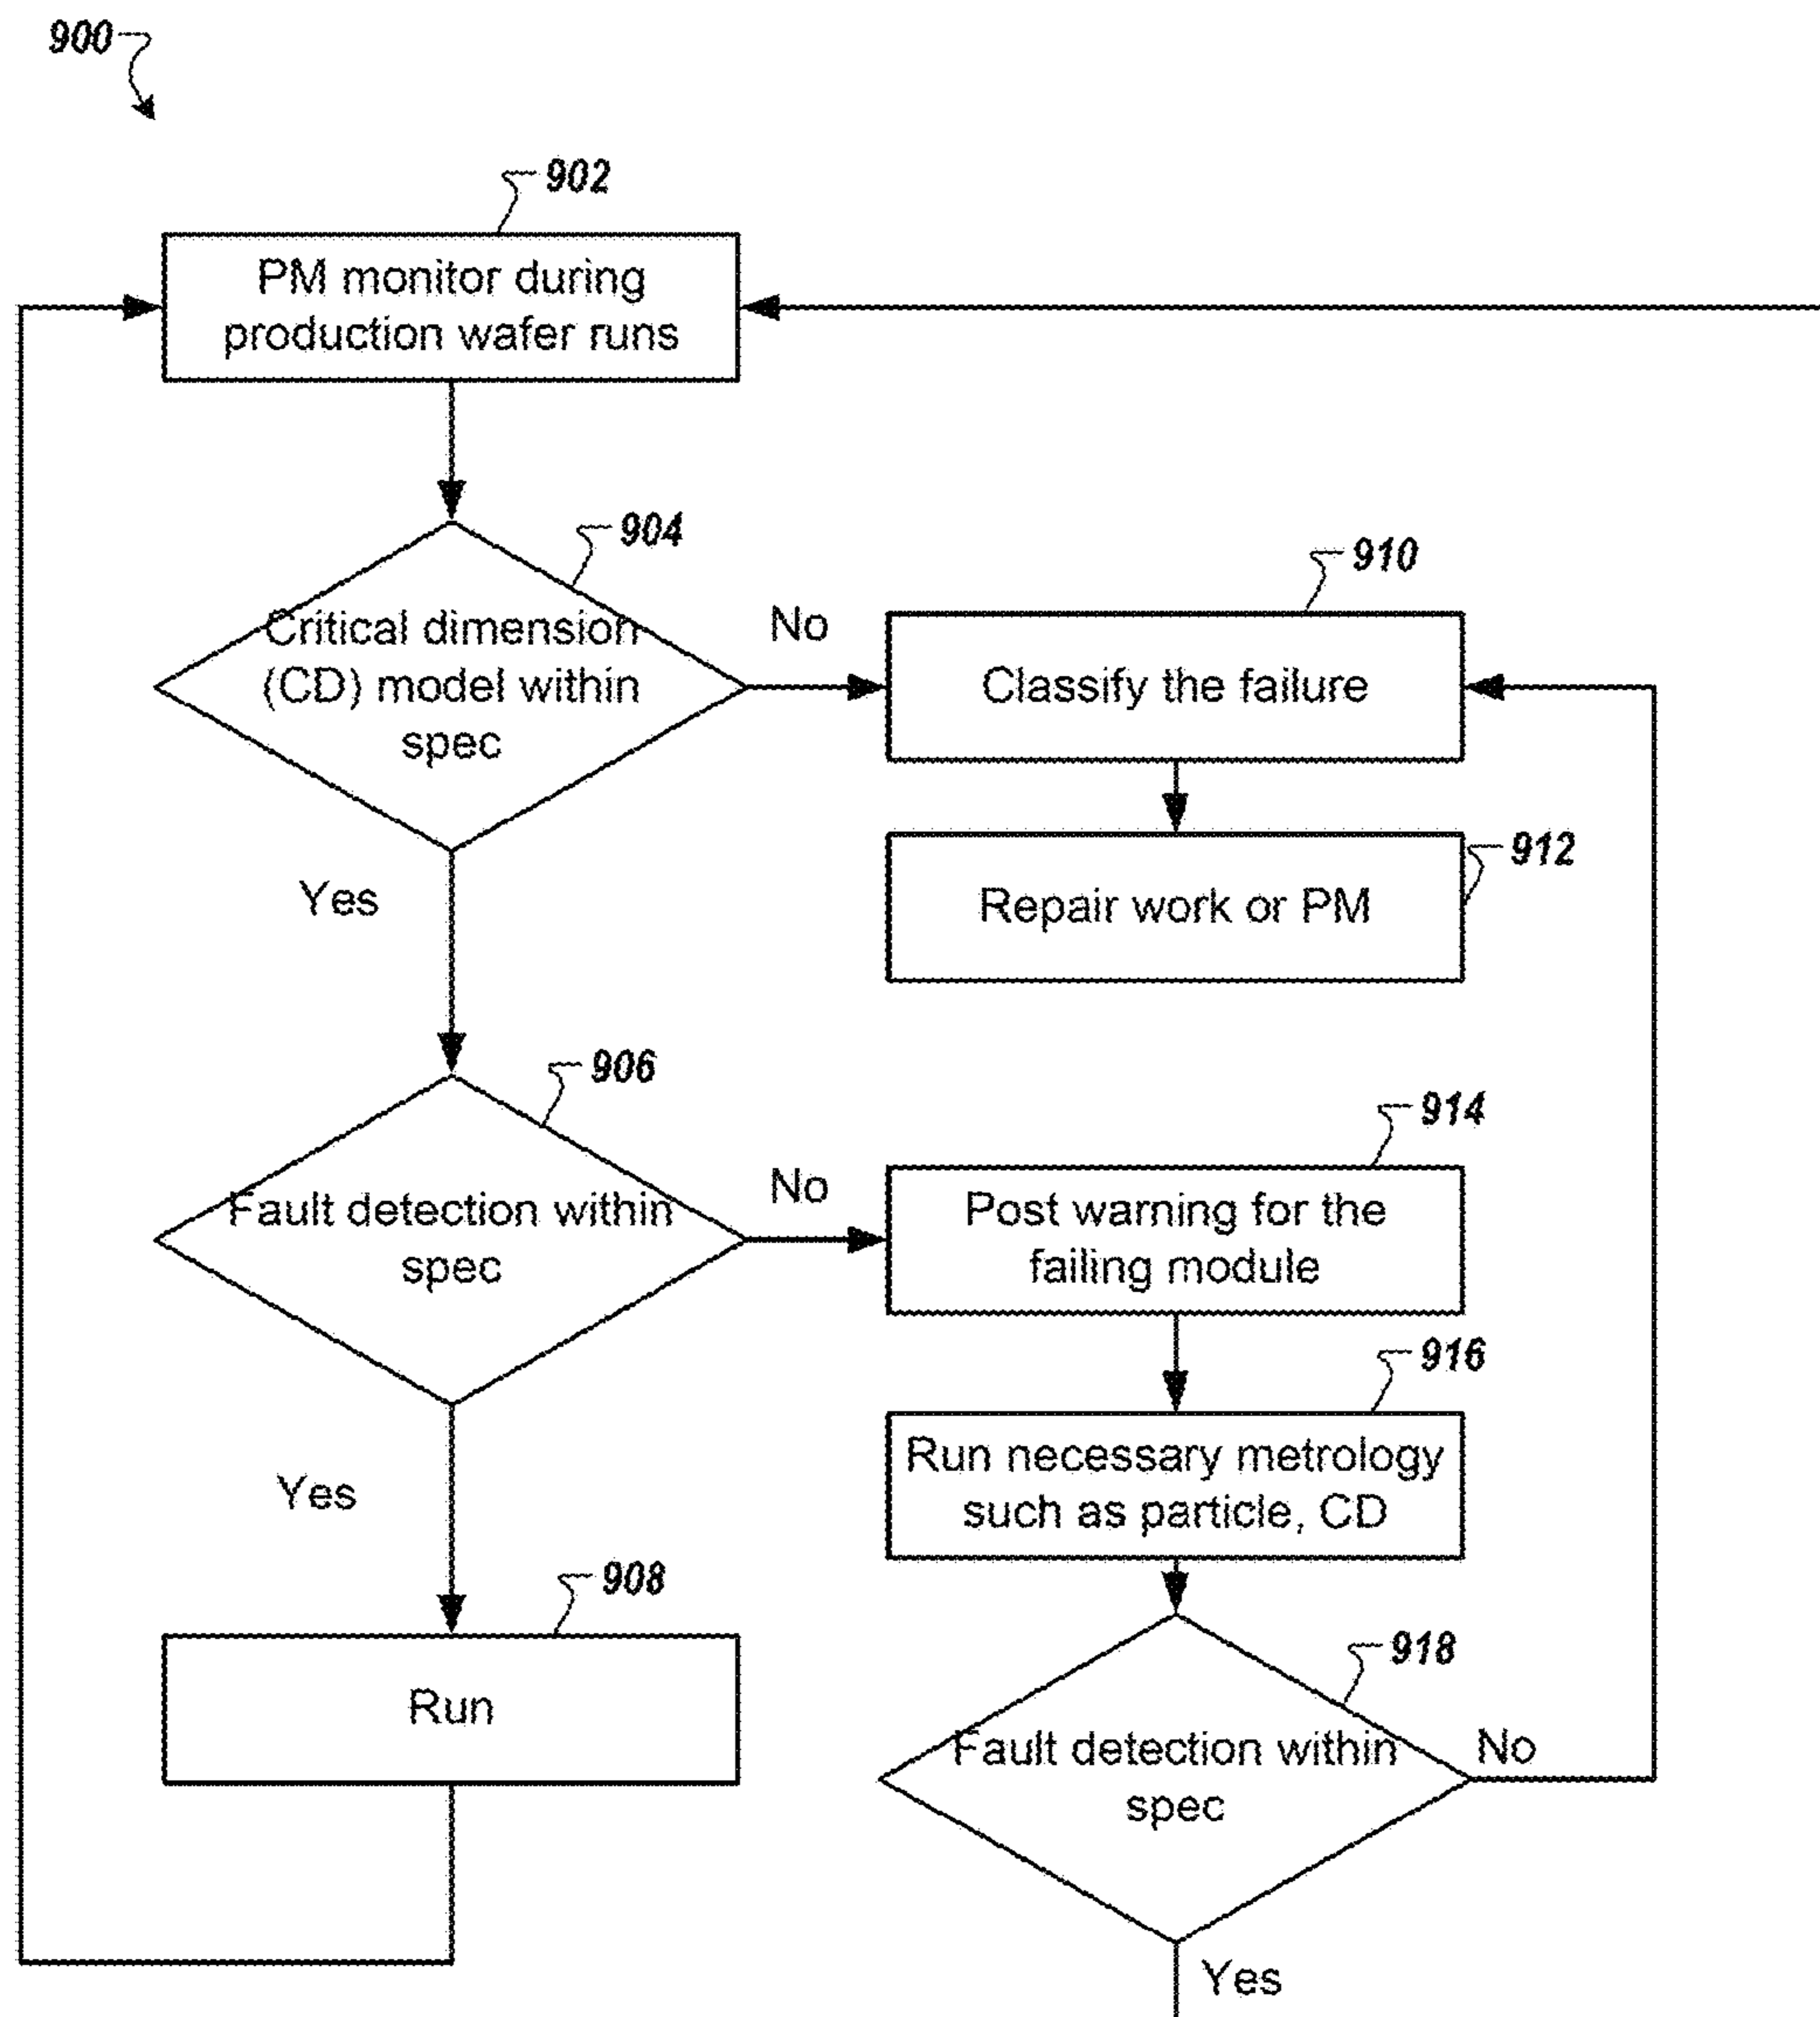 900
902
PM monitor during
production wafer runs
904
Critical dimension
(CD) model within
spec
No
910
Classify the failure
912
Repair work or PM
Yes
906
Fault detection within
spec
No
914
Post warning for the
failing module
916
Run necessary metrology
such as particle, CD
Yes
908
Run
918
Fault detection within
spec
No
Yes